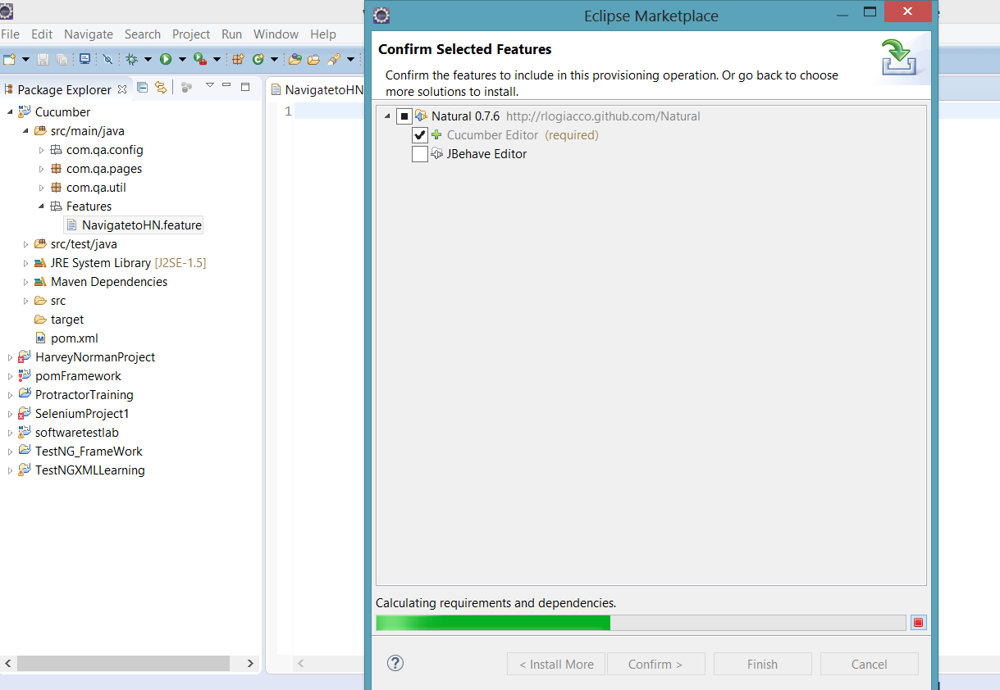 Eclipse Marketplace
File Edit Navigate Search Project Run Window Help
Package Explorer
Cucumber
src/main/java
com.qa.config
com.qa.pages
com.qa.util
Features
NavigatetoHN.feature
src/test/java
JRE System Library [J2SE-1.5]
Maven Dependencies
src
target
pom.xml
HarveyNormanProject
pomFramework
ProtractorTraining
SeleniumProject1
softwaretestlab
TestNG_FrameWork
TestNGXMLLearning
NavigatetoHN
1
Confirm Selected Features
Confirm the features to include in this provisioning operation. Or go back to choose
more solutions to install.
Natural 0.7.6 http://rlogiacco.github.com/Natural
Cucumber Editor (required)
JBehave Editor
Calculating requirements and dependencies.
< Install More Confirm > Finish Cancel